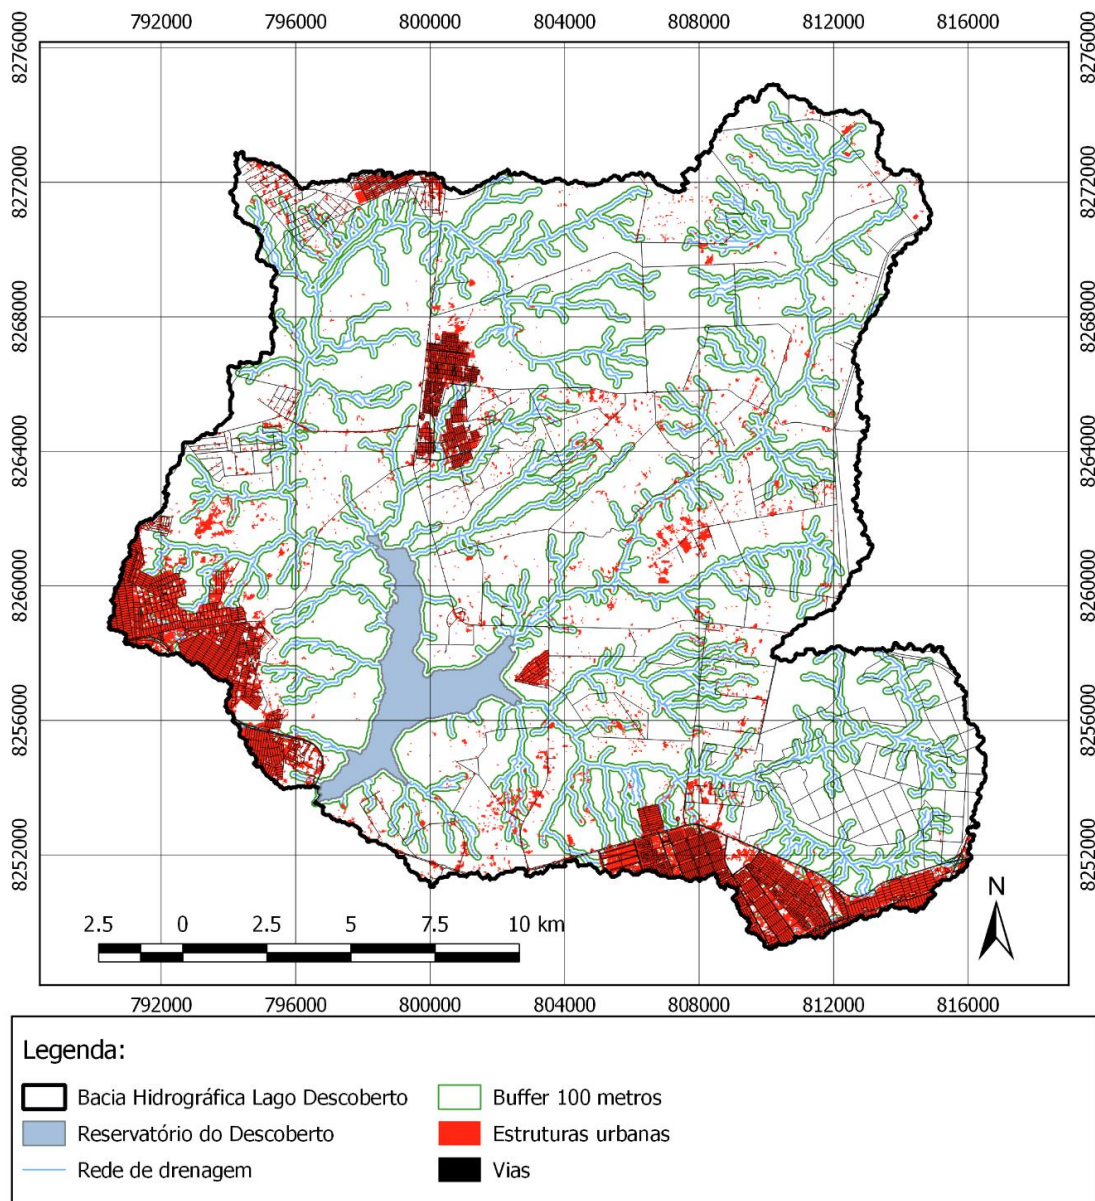 792000 796000 800000 804000 808000 812000 816000
8276000 8276000
8272000 8272000
8268000 8268000
8264000 8264000
8260000 8260000
8256000 8256000
8252000 8252000
N
2.5 0 2.5 5 7.5 10 km
792000 796000 800000 804000 808000 812000 816000
Legenda:
Bacia Hidrográfica Lago Descoberto Buffer 100 metros
Reservatório do Descoberto Estruturas urbanas
Rede de drenagem Vias